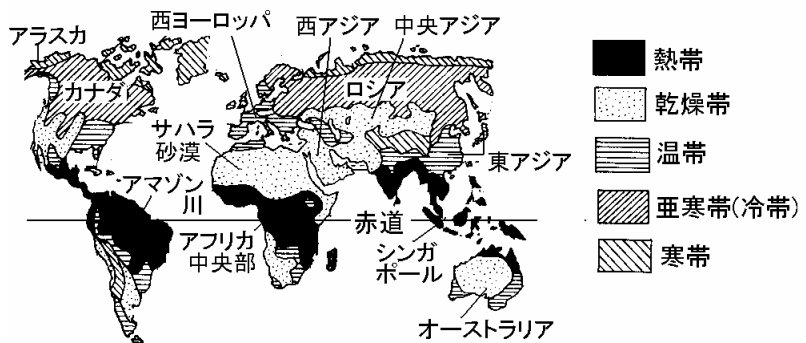 西ヨーロッパ
西アジア
中央アジア
アラスカ
カナダ
ロシア
サハラ
砂漠
東アジア
アマゾン
川
赤道
アフリカ
中央部
シンガ
ポール
オーストラリア
熱帯
乾燥帯
温帯
亜寒帯(冷帯)
寒帯